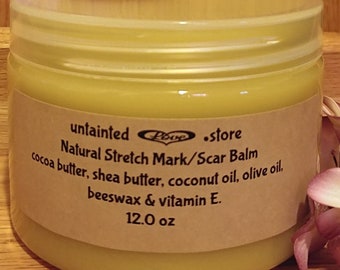 untainted .store
Natural Stretch Mark/Scar Balm
cocoa butter, shea butter, coconut oil, olive oil,
beeswax & vitamin E.
12.0 oz